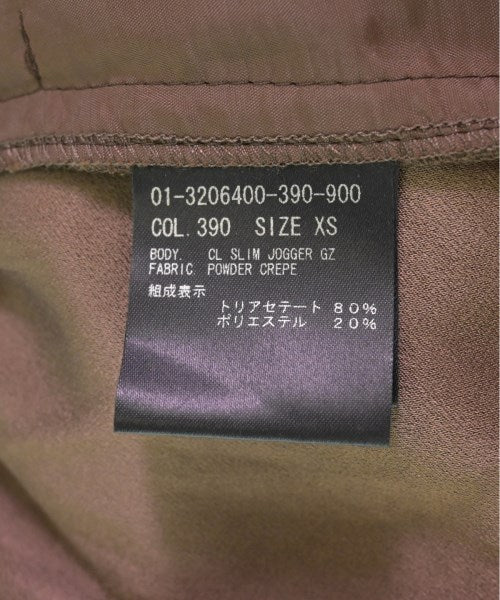 01-3206400-390-900
COL. 390 SIZE XS
BODY. CL SLIM JOGGER GZ
FABRIC POWDER CREPE
組成表示
トリアセテート 80%
ポリエステル 20%